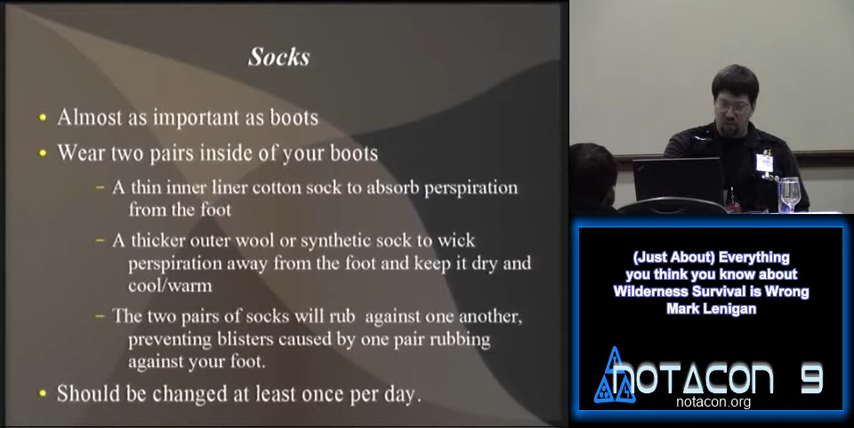 Socks
Almost as important as boots
Wear two pairs inside of your boots
– A thin inner liner cotton sock to absorb perspiration
from the foot
– A thicker outer wool or synthetic sock to wick
perspiration away from the foot and keep it dry and
cool/warm
– The two pairs of socks will rub against one another,
preventing blisters caused by one pair rubbing
against your foot.
Should be changed at least once per day.
(Just About) Everything
you think you know about
Wilderness Survival is Wrong
Mark Lenigan
NOTACON 9
notacon.org